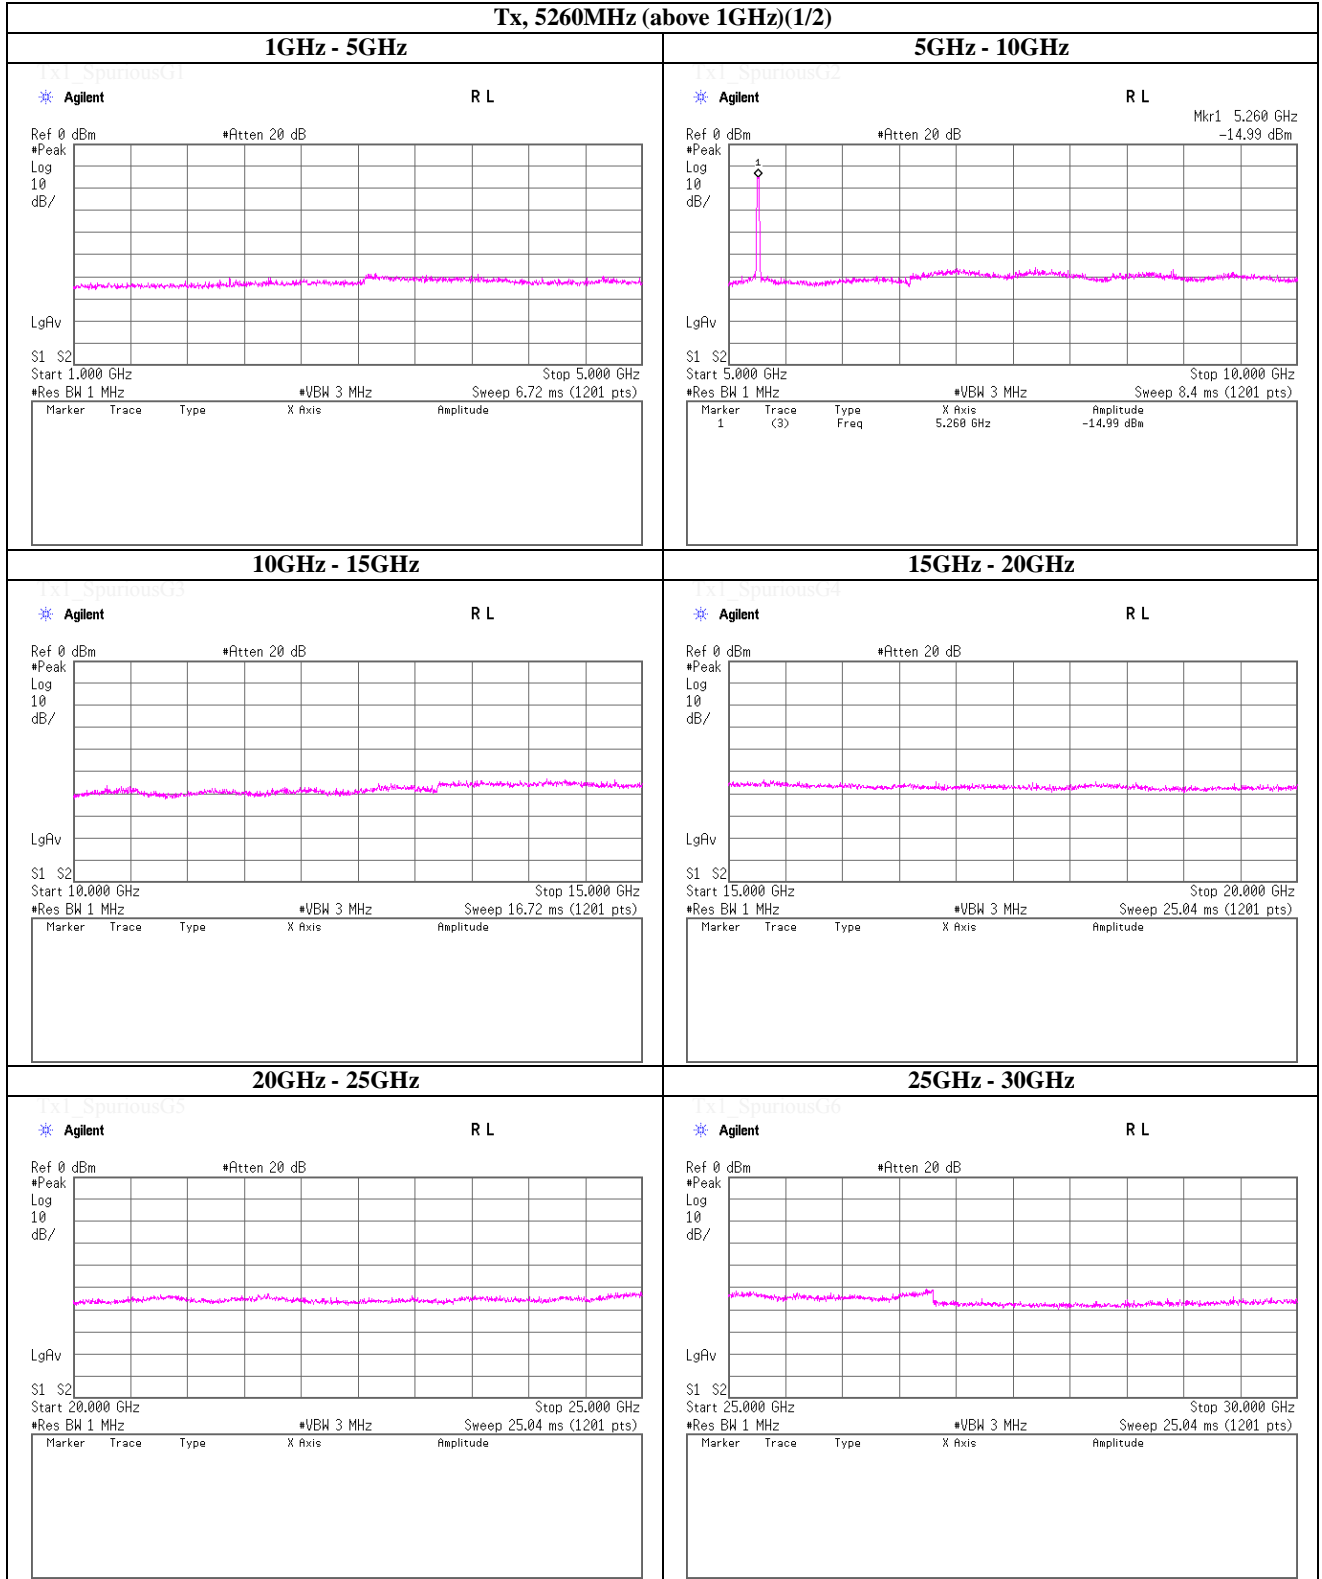 Tx, 5260MHz (above 1GHz)(1/2)
1GHz - 5GHz
Tx1_SpuriousG1
Agilent R L
Ref 0 dBm #Atten 20 dB
#Peak
Log
10
dB/
LgAv
S1 S2
Start 1.000 GHz Stop 5.000 GHz
#Res BW 1 MHz #VBW 3 MHz Sweep 6.72 ms (1201 pts)
Marker Trace Type X Axis Amplitude
5GHz - 10GHz
Tx1_SpuriousG2
Agilent R L
Mkr1 5.260 GHz
Ref 0 dBm #Atten 20 dB -14.99 dBm
#Peak
Log
10
dB/
1
LgAv
S1 S2
Start 5.000 GHz Stop 10.000 GHz
#Res BW 1 MHz #VBW 3 MHz Sweep 8.4 ms (1201 pts)
Marker Trace Type X Axis Amplitude
1 (3) Freq 5.260 GHz -14.99 dBm
10GHz - 15GHz
Tx1_SpuriousG3
Agilent R L
Ref 0 dBm #Atten 20 dB
#Peak
Log
10
dB/
LgAv
S1 S2
Start 10.000 GHz Stop 15.000 GHz
#Res BW 1 MHz #VBW 3 MHz Sweep 16.72 ms (1201 pts)
Marker Trace Type X Axis Amplitude
15GHz - 20GHz
Tx1_SpuriousG4
Agilent R L
Ref 0 dBm #Atten 20 dB
#Peak
Log
10
dB/
LgAv
S1 S2
Start 15.000 GHz Stop 20.000 GHz
#Res BW 1 MHz #VBW 3 MHz Sweep 25.04 ms (1201 pts)
Marker Trace Type X Axis Amplitude
20GHz - 25GHz
Tx1_SpuriousG5
Agilent R L
Ref 0 dBm #Atten 20 dB
#Peak
Log
10
dB/
LgAv
S1 S2
Start 20.000 GHz Stop 25.000 GHz
#Res BW 1 MHz #VBW 3 MHz Sweep 25.04 ms (1201 pts)
Marker Trace Type X Axis Amplitude
25GHz - 30GHz
Tx1_SpuriousG6
Agilent R L
Ref 0 dBm #Atten 20 dB
#Peak
Log
10
dB/
LgAv
S1 S2
Start 25.000 GHz Stop 30.000 GHz
#Res BW 1 MHz #VBW 3 MHz Sweep 25.04 ms (1201 pts)
Marker Trace Type X Axis Amplitude